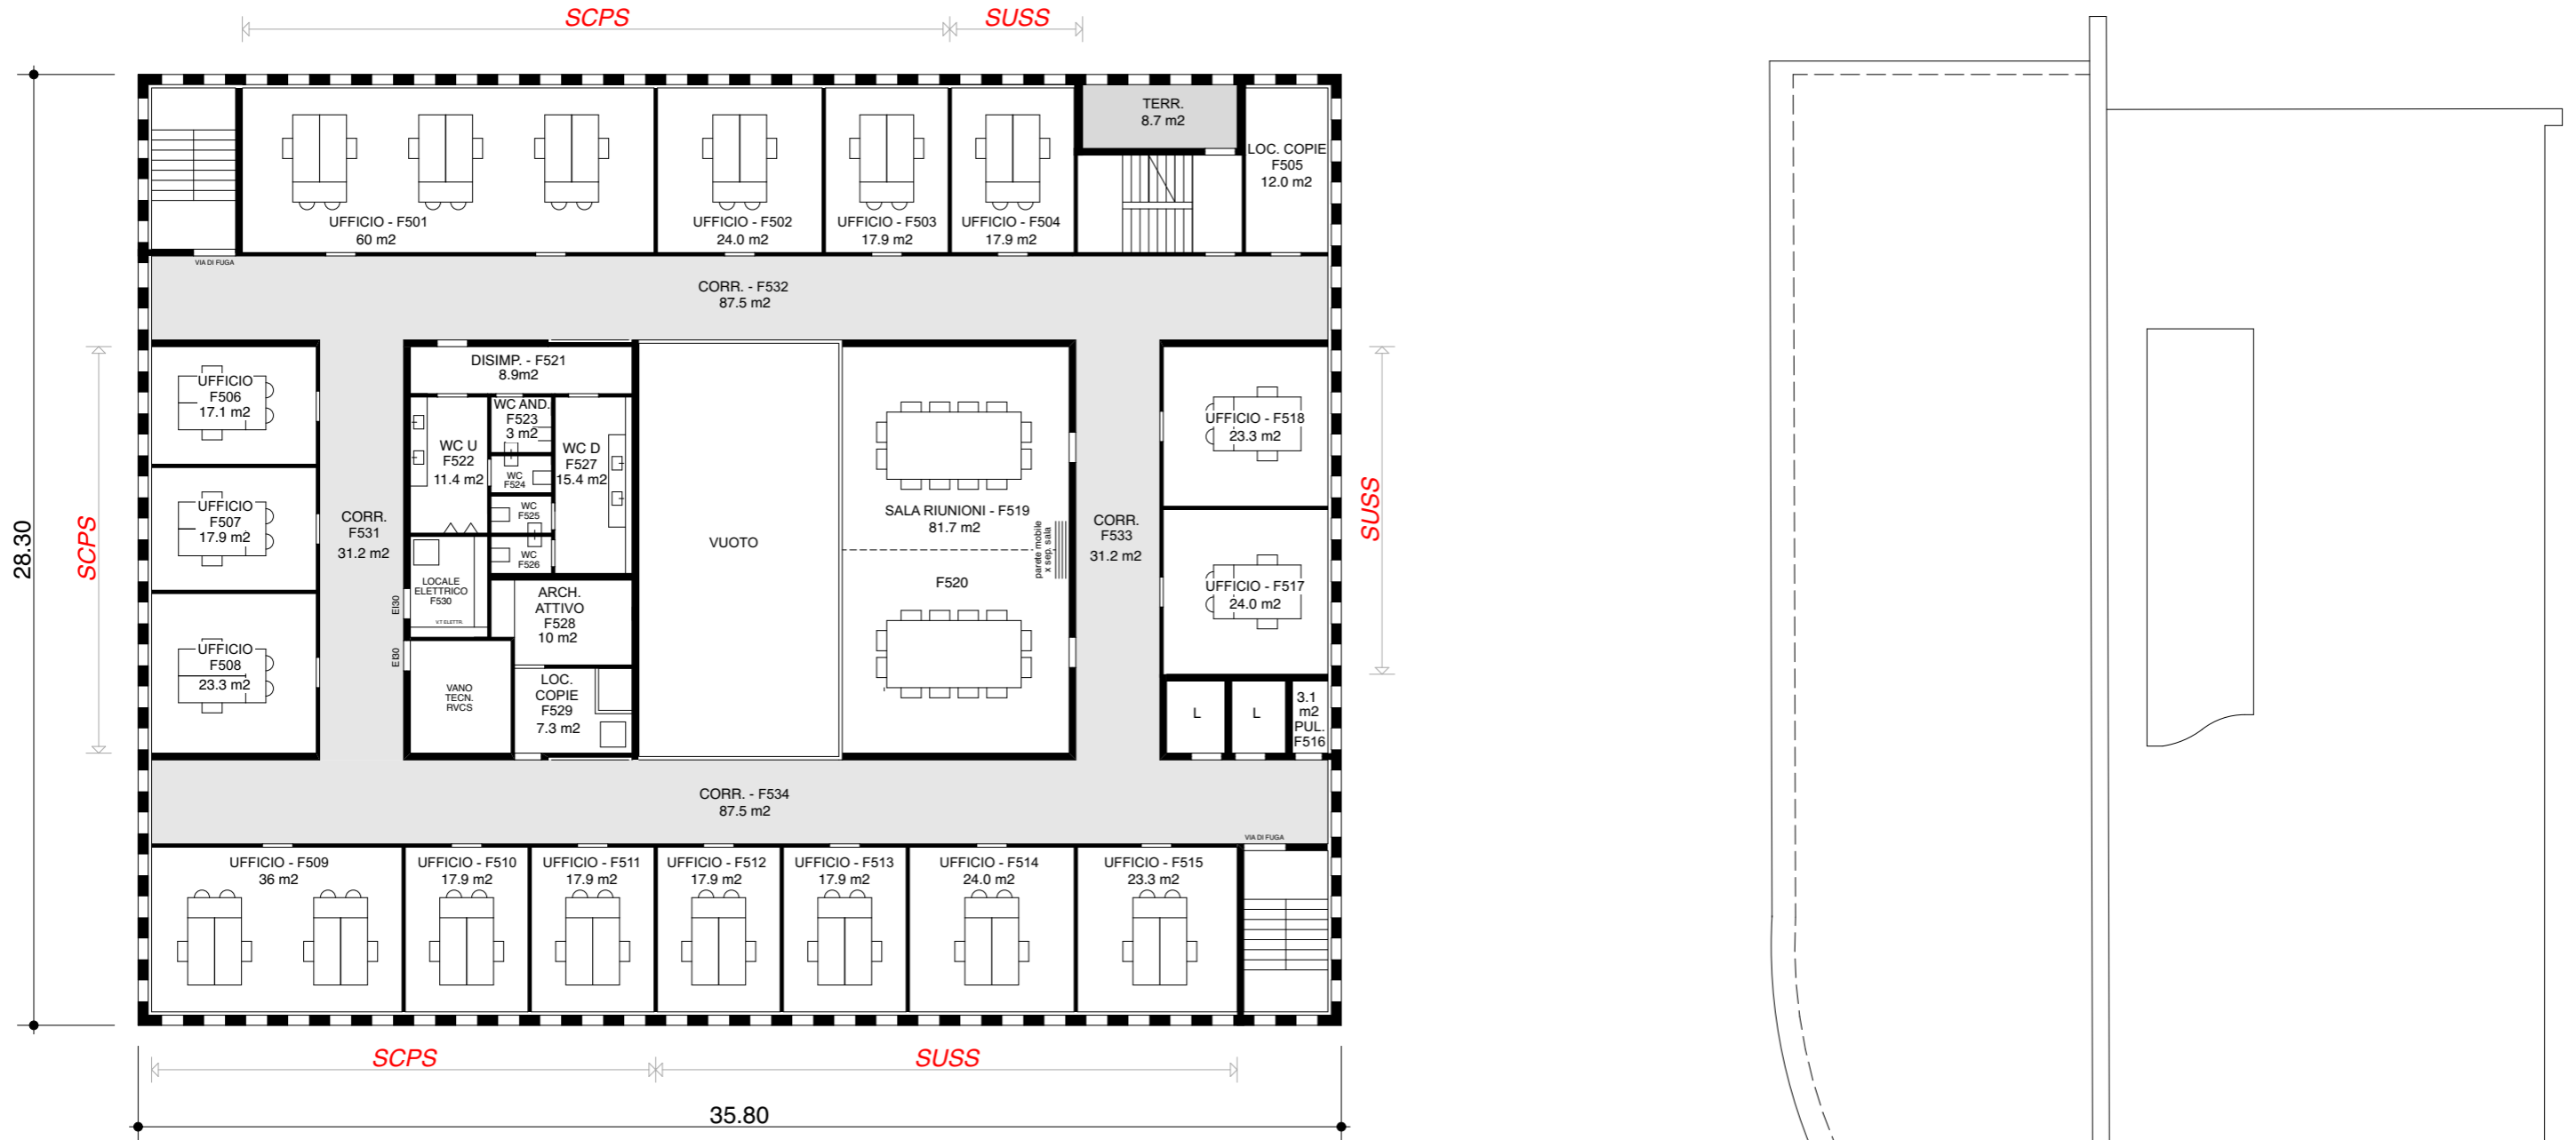 SCPS
SUSS
TERR.
8.7 m2
LOC. COPIE
F505
12.0 m2
UFFICIO - F501
60 m2
UFFICIO - F502
24.0 m2
UFFICIO - F503
17.9 m2
UFFICIO - F504
17.9 m2
VIA DI FUGA
CORR. - F532
87.5 m2
28.30
SCPS
UFFICIO
F506
17.1 m2
UFFICIO
F507
17.9 m2
UFFICIO
F508
23.3 m2
CORR.
F531
31.2 m2
DISIMP. - F521
8.9m2
WC U
F522
11.4 m2
WC AND.
F523
3 m2
WC
F524
WC
F525
WC
F526
WC D
F527
15.4 m2
LOCALE
ELETTRICO
F530
V.T ELETTR.
EI30
EI30
ARCH.
ATTIVO
F528
10 m2
VANO
TECN.
RVCS
LOC.
COPIE
F529
7.3 m2
VUOTO
SALA RIUNIONI - F519
81.7 m2
parete mobile
x sep. sala
F520
CORR.
F533
31.2 m2
UFFICIO - F518
23.3 m2
UFFICIO - F517
24.0 m2
SUSS
L
L
3.1
m2
PUL.
F516
CORR. - F534
87.5 m2
VIA DI FUGA
UFFICIO - F509
36 m2
UFFICIO - F510
17.9 m2
UFFICIO - F511
17.9 m2
UFFICIO - F512
17.9 m2
UFFICIO - F513
17.9 m2
UFFICIO - F514
24.0 m2
UFFICIO - F515
23.3 m2
SCPS
SUSS
35.80